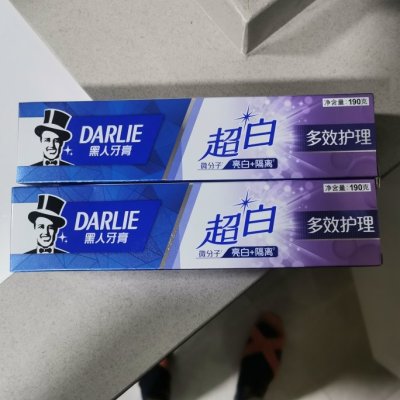 净含量:190克
DARLIE
黑人牙膏
超白
微分子 亮白+隔离
多效护理
净含量:190克
DARLIE
黑人牙膏
超白
微分子 亮白+隔离
多效护理